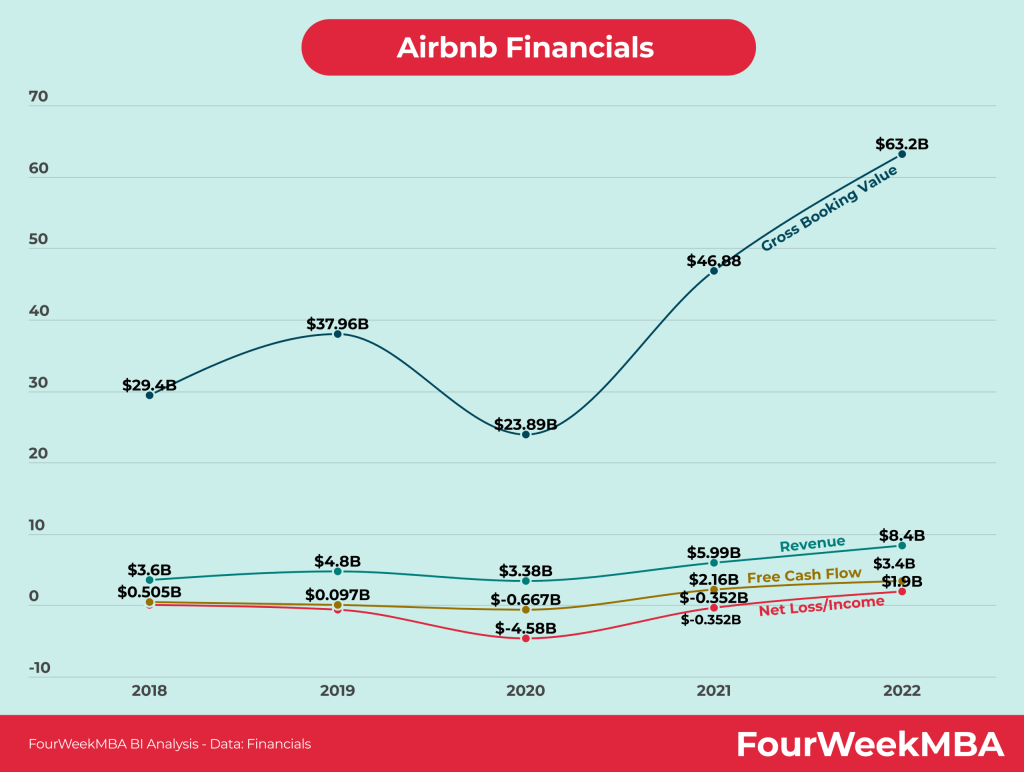 Airbnb Financials
70
60
50
40
30
20
10
0
-10
$29.4B
$37.96B
$23.89B
$46.88
$63.2B
Gross Booking Value
$3.6B
$4.8B
$3.38B
$5.99B
$8.4B
Revenue
$0.505B
$0.097B
$-0.667B
$2.16B
$3.4B
Free Cash Flow
$-4.58B
$-0.352B
$-0.352B
$1.9B
Net Loss/Income
2018 2019 2020 2021 2022
FourWeekMBA BI Analysis - Data: Financials
FourWeekMBA